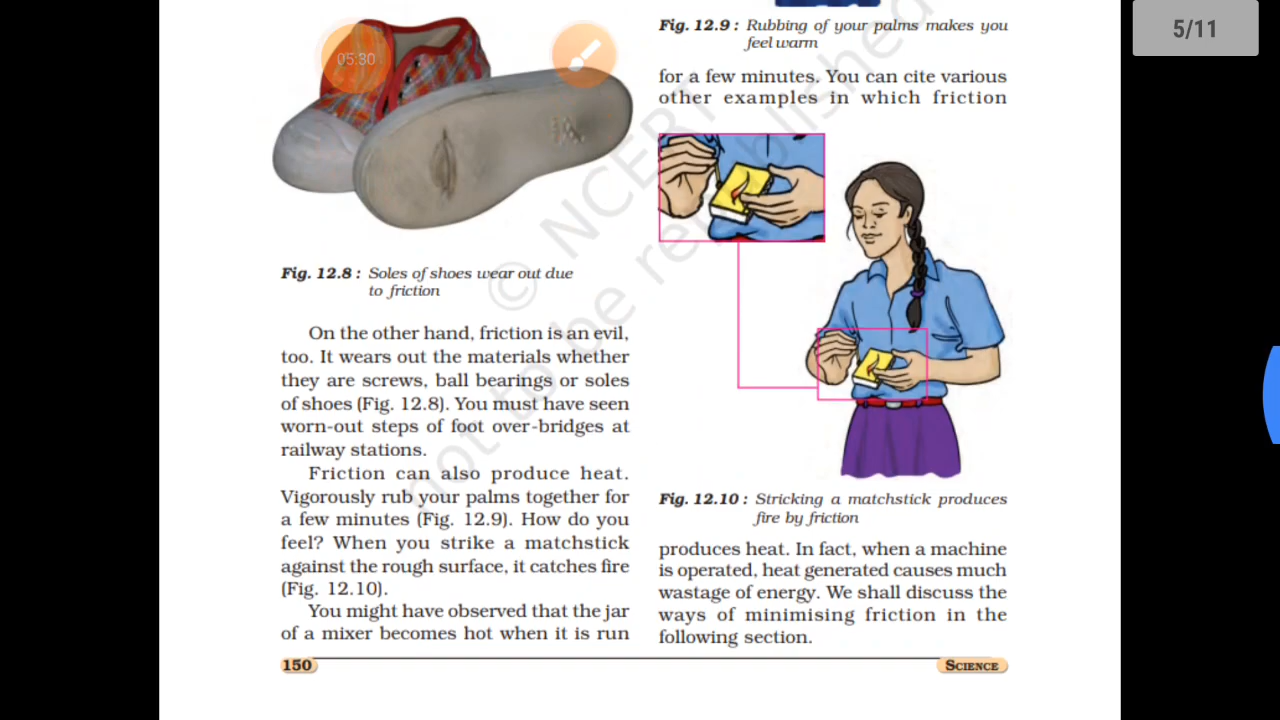 05:30
5/11
Fig. 12.8 : Soles of shoes wear out due
to friction
On the other hand, friction is an evil,
too. It wears out the materials whether
they are screws, ball bearings or soles
of shoes (Fig. 12.8). You must have seen
worn-out steps of foot over-bridges at
railway stations.
Friction can also produce heat.
Vigorously rub your palms together for
a few minutes (Fig. 12.9). How do you
feel? When you strike a matchstick
against the rough surface, it catches fire
(Fig. 12.10).
You might have observed that the jar
of a mixer becomes hot when it is run
Fig. 12.9 : Rubbing of your palms makes you
feel warm
for a few minutes. You can cite various
other examples in which friction
Fig. 12.10 : Stricking a matchstick produces
fire by friction
produces heat. In fact, when a machine
is operated, heat generated causes much
wastage of energy. We shall discuss the
ways of minimising friction in the
following section.
150
SCIENCE
© NCERT
not to be republished